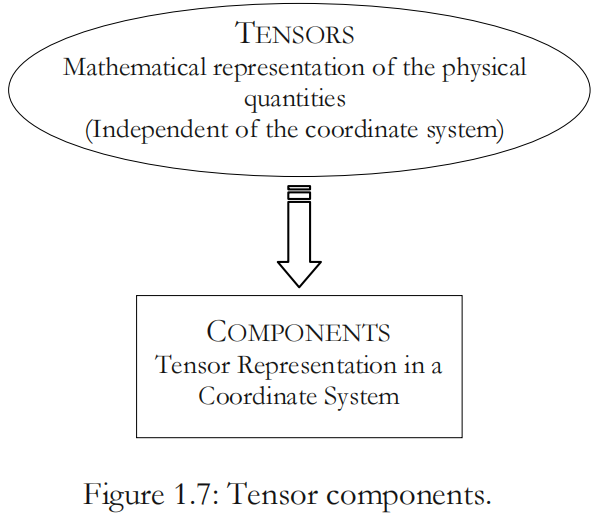 TENSORS
Mathematical representation of the physical
quantities
(Independent of the coordinate system)
COMPONENTS
Tensor Representation in a
Coordinate System
Figure 1.7: Tensor components.